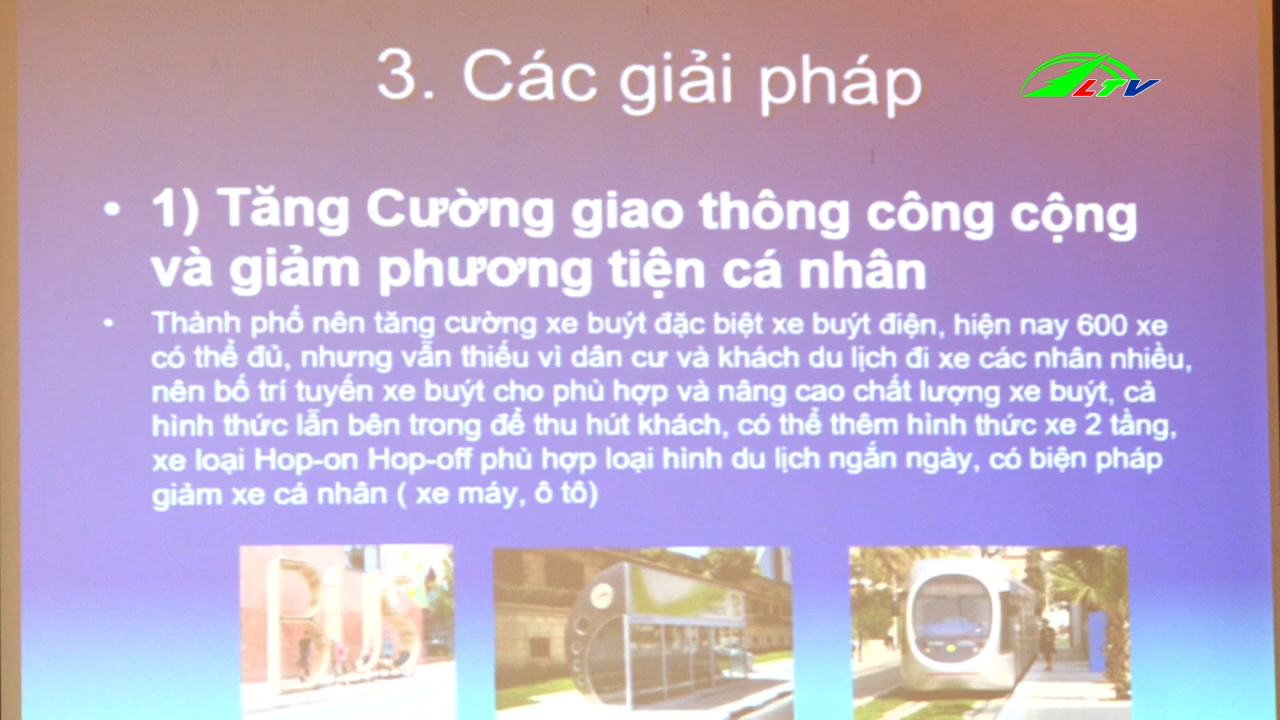 3. Các giải pháp
LTV
• 1) Tăng Cường giao thông công cộng
và giảm phương tiện cá nhân
• Thành phố nên tăng cường xe buýt đặc biệt xe buýt điện, hiện nay 600 xe
có thể đủ, nhưng vẫn thiếu vì dân cư và khách du lịch đi xe các nhân nhiều,
nên bố trí tuyến xe buýt cho phù hợp và nâng cao chất lượng xe buýt, cả
hình thức lẫn bên trong để thu hút khách, có thể thêm hình thức xe 2 tầng,
xe loại Hop-on Hop-off phù hợp loại hình du lịch ngắn ngày, có biện pháp
giảm xe cá nhân ( xe máy, ô tô)
BUS